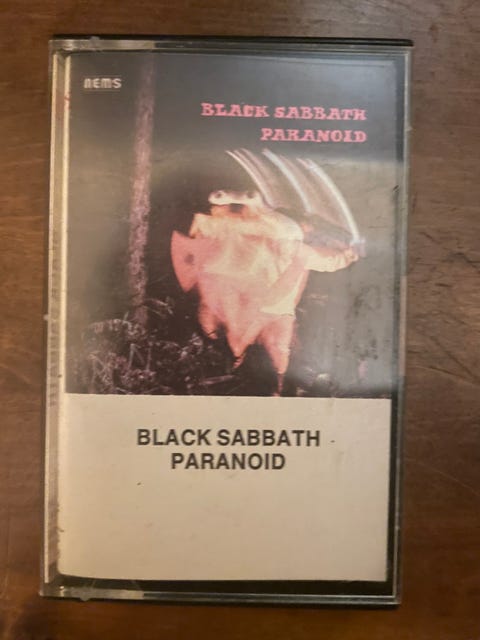 nems
BLACK SABBATH
PARANOID
BLACK SABBATH
PARANOID